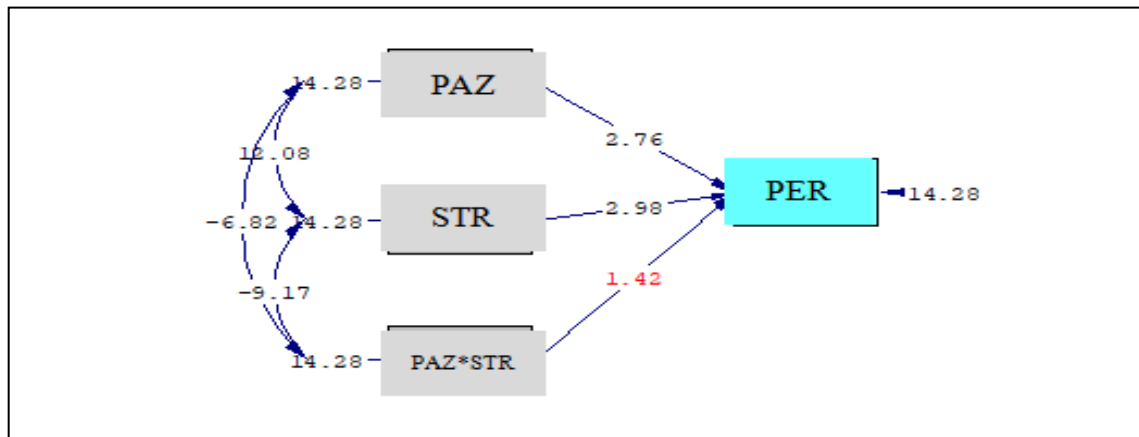 14.28 PAZ
2.76
12.08
PER 14.28
-6.82 14.28 STR 2.98
1.42
-9.17
14.28 PAZ*STR